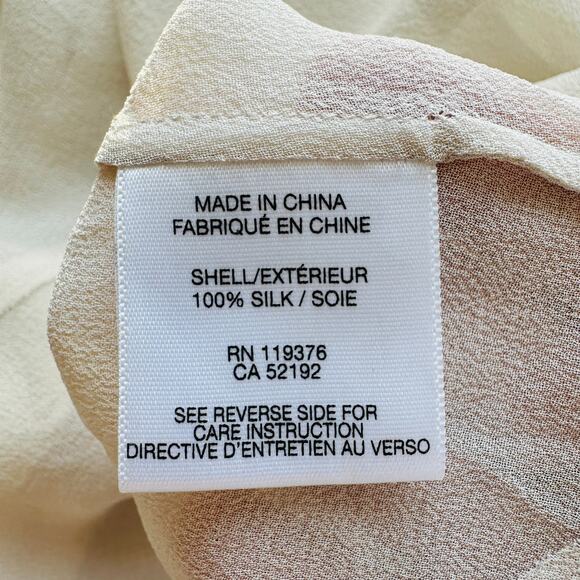 MADE IN CHINA
FABRIQUÉ EN CHINE
SHELL/EXTÉRIEUR
100% SILK / SOIE
RN 119376
CA 52192
SEE REVERSE SIDE FOR
CARE INSTRUCTION
DIRECTIVE D'ENTRETIEN AU VERSO